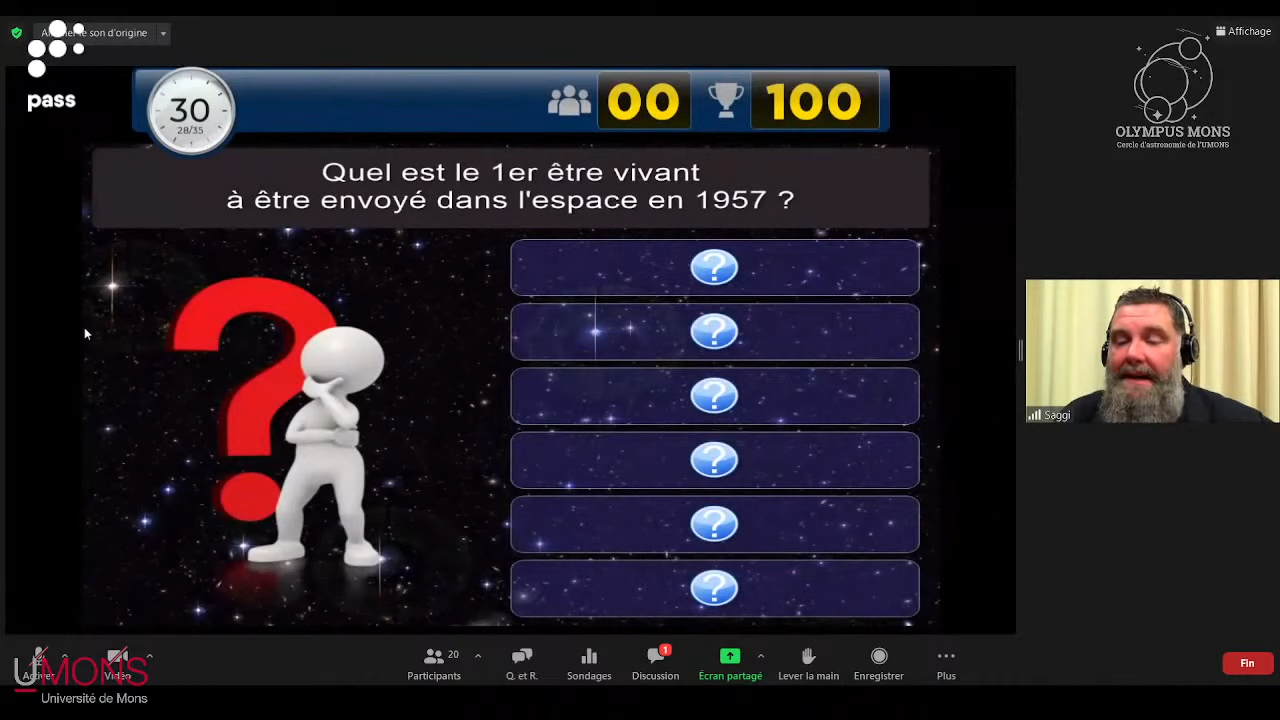 Affichage
pass
30
28/35
00
100
OLYMPUS MONS
Cercle d'astronomie de l'UMONS
Quel est le 1er être vivant
à être envoyé dans l'espace en 1957 ?
?
?
?
?
?
?
Saggi
20
1
Participants
Q. et R.
Sondages
Discussion
Écran partagé
Lever la main
Enregistrer
Plus
Fin
UMONS
Université de Mons